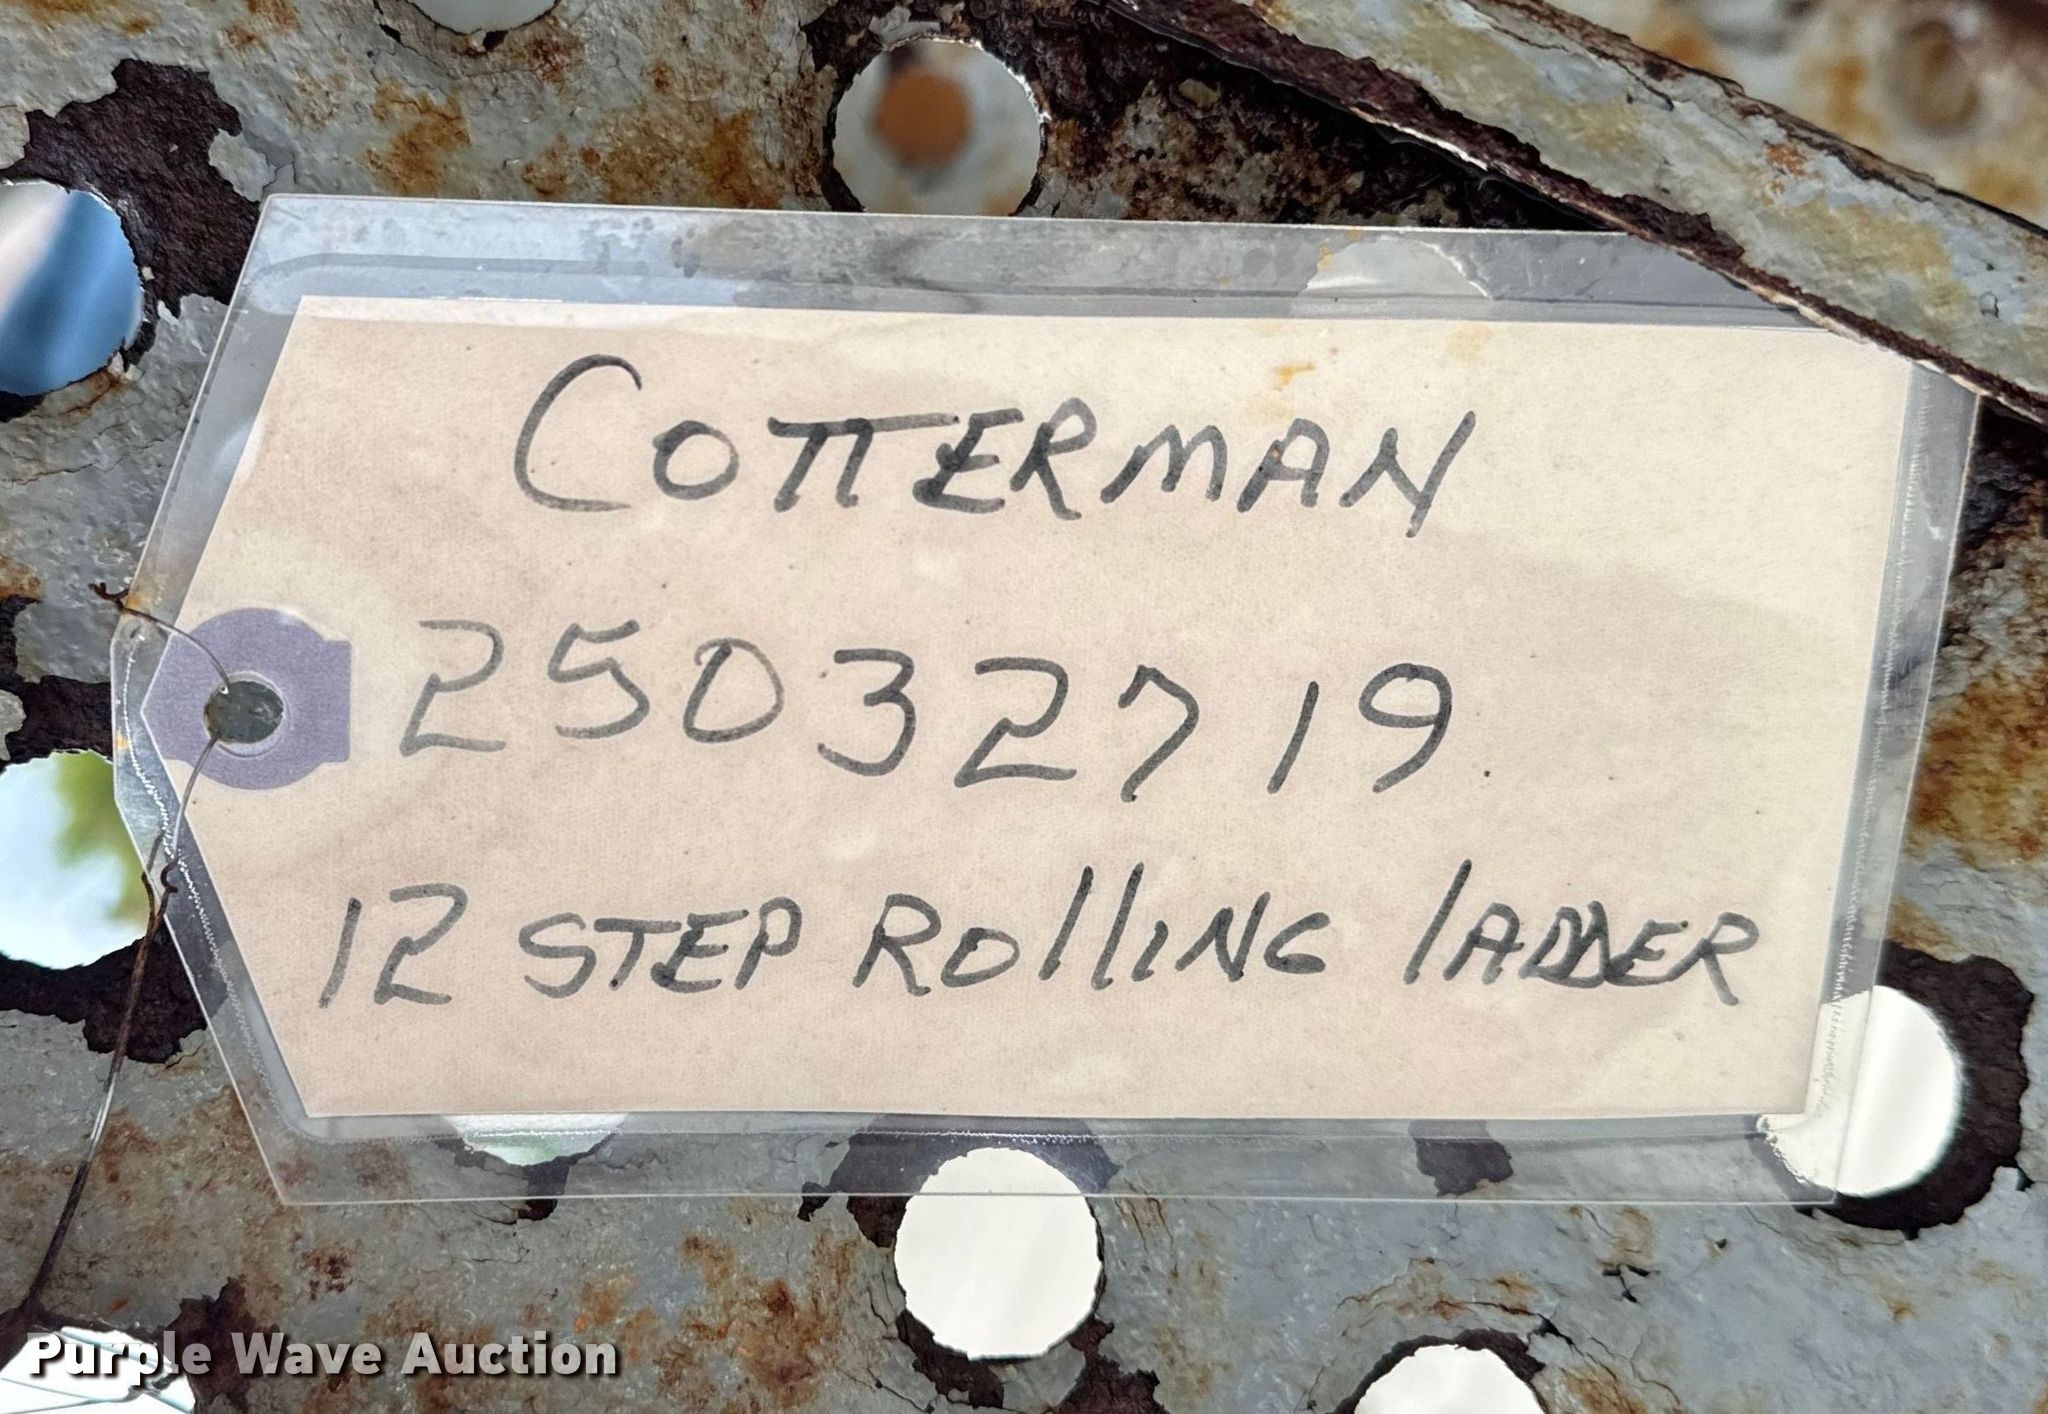 COTTERMAN
25032719
12 STEP ROllING lADDER
Purple Wave Auction